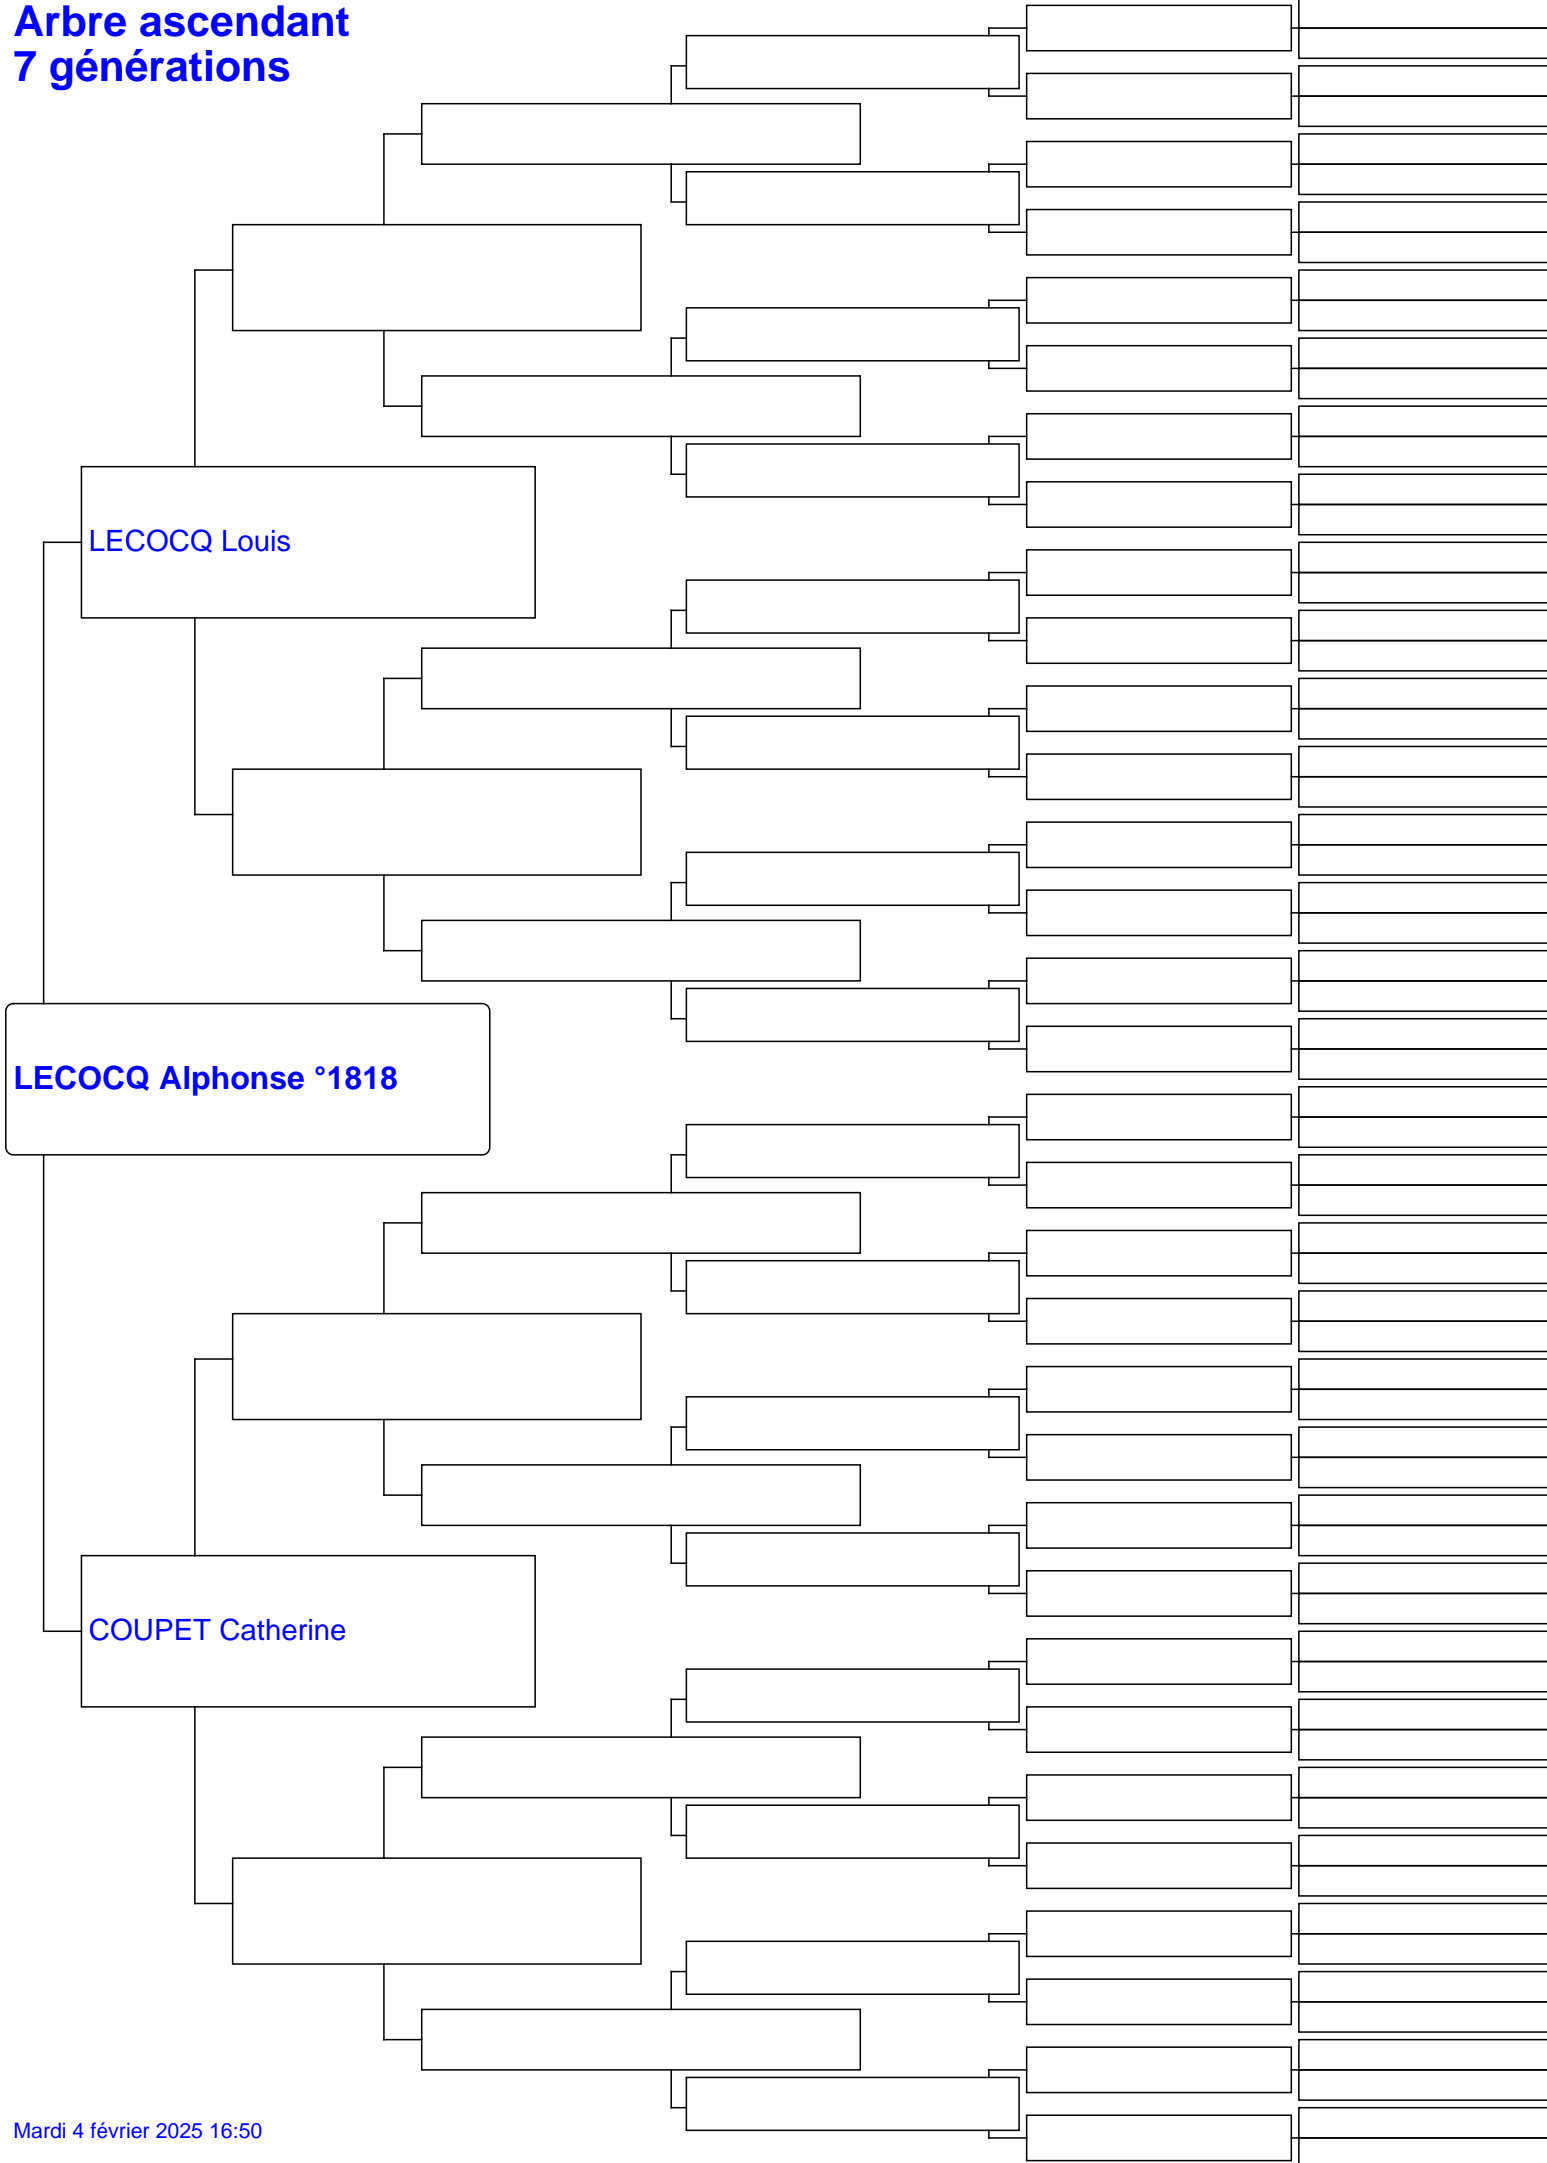 Arbre ascendant
7 générations
LECOCQ Louis
LECOCQ Alphonse °1818
COUPET Catherine
Mardi 4 février 2025 16:50